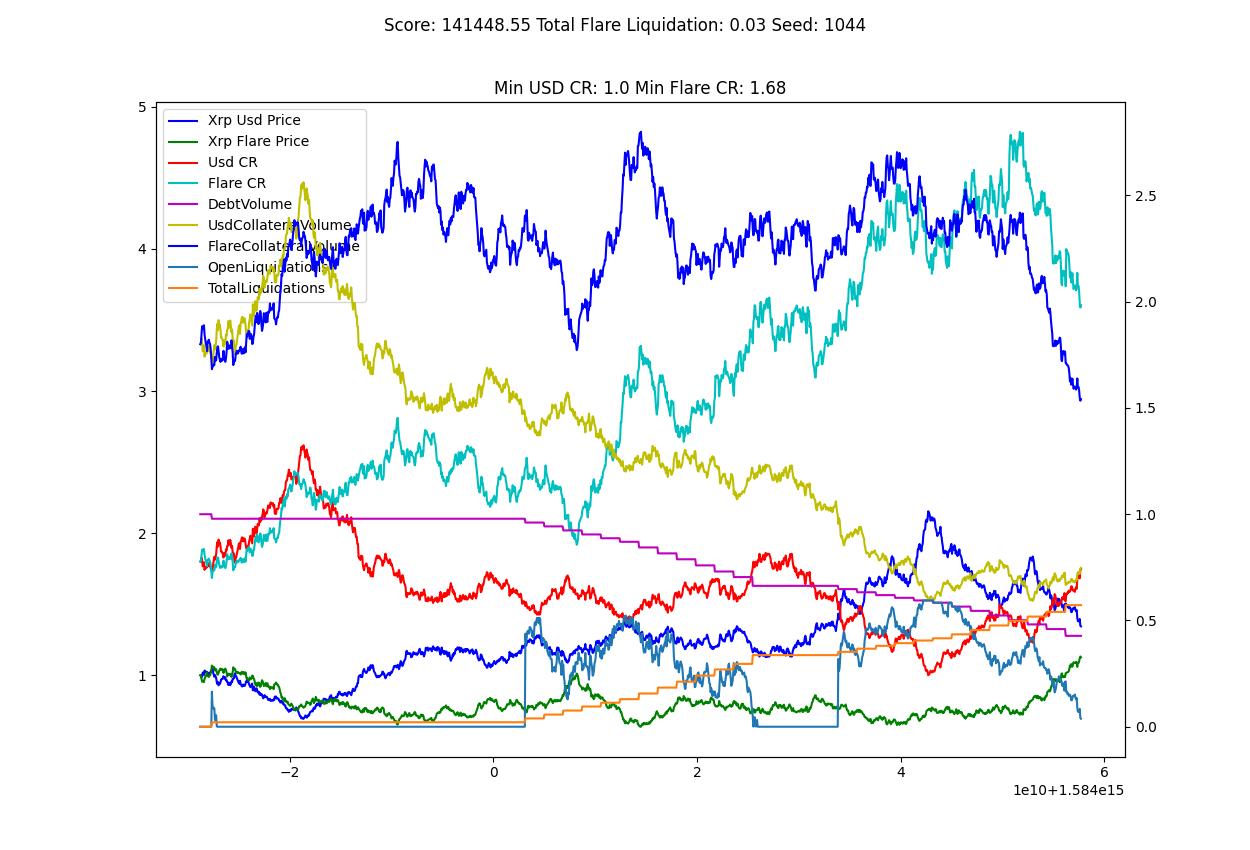 Score: 141448.55 Total Flare Liquidation: 0.03 Seed: 1044
Min USD CR: 1.0 Min Flare CR: 1.68
Xrp Usd Price
Xrp Flare Price
Usd CR
Flare CR
DebtVolume
UsdCollateralVolume
FlareCollateralVolume
OpenLiquidations
TotalLiquidations
5
4
3
2
1
2.5
2.0
1.5
1.0
0.5
0.0
−2
0
2
4
6
1e10+1.584e15